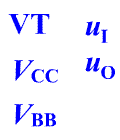 VT u_I
V_CC u_O
V_BB